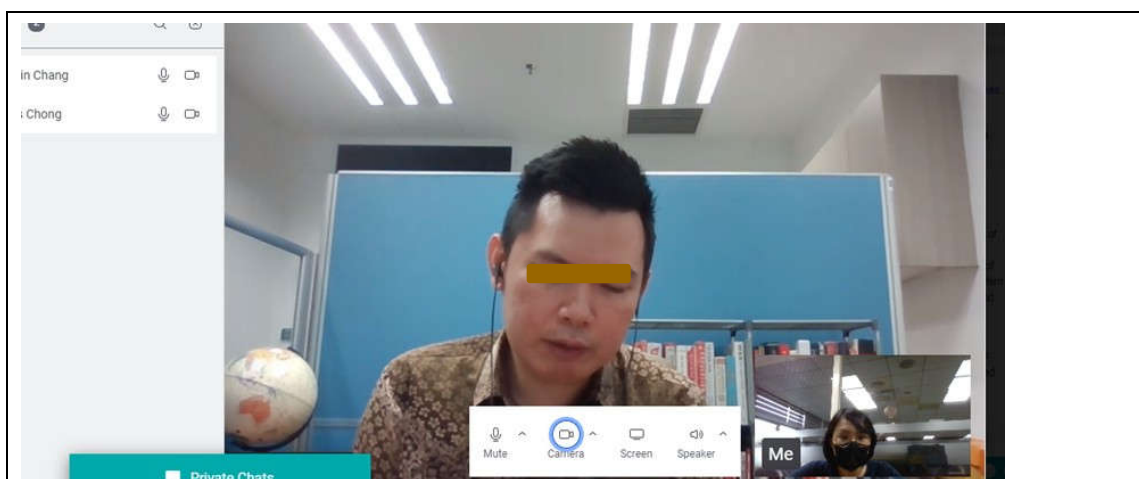 in Chang
s Chong
Mute
Camera
Screen
Speaker
Me
Private Chats